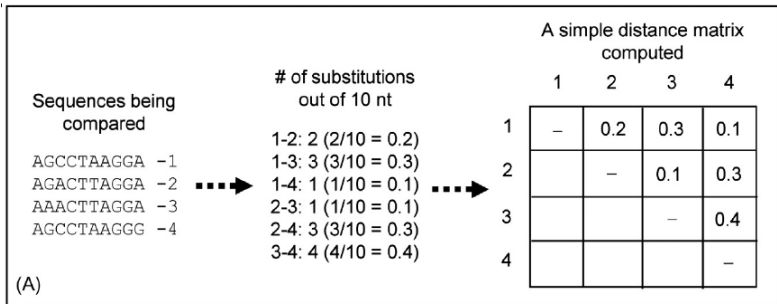 A simple distance matrix
computed
# of substitutions
out of 10 nt
Sequences being
compared
AGCCTAAGGA -1
AGACTTAGGA -2
AAACTTAGGA -3
AGCCTAAGGG -4
1-2: 2 (2/10 = 0.2)
1-3: 3 (3/10 = 0.3)
1-4: 1 (1/10 = 0.1)
2-3: 1 (1/10 = 0.1)
2-4: 3 (3/10 = 0.3)
3-4: 4 (4/10 = 0.4)
1 2 3 4
1 – 0.2 0.3 0.1
2 – 0.1 0.3
3 – 0.4
4 –
(A)